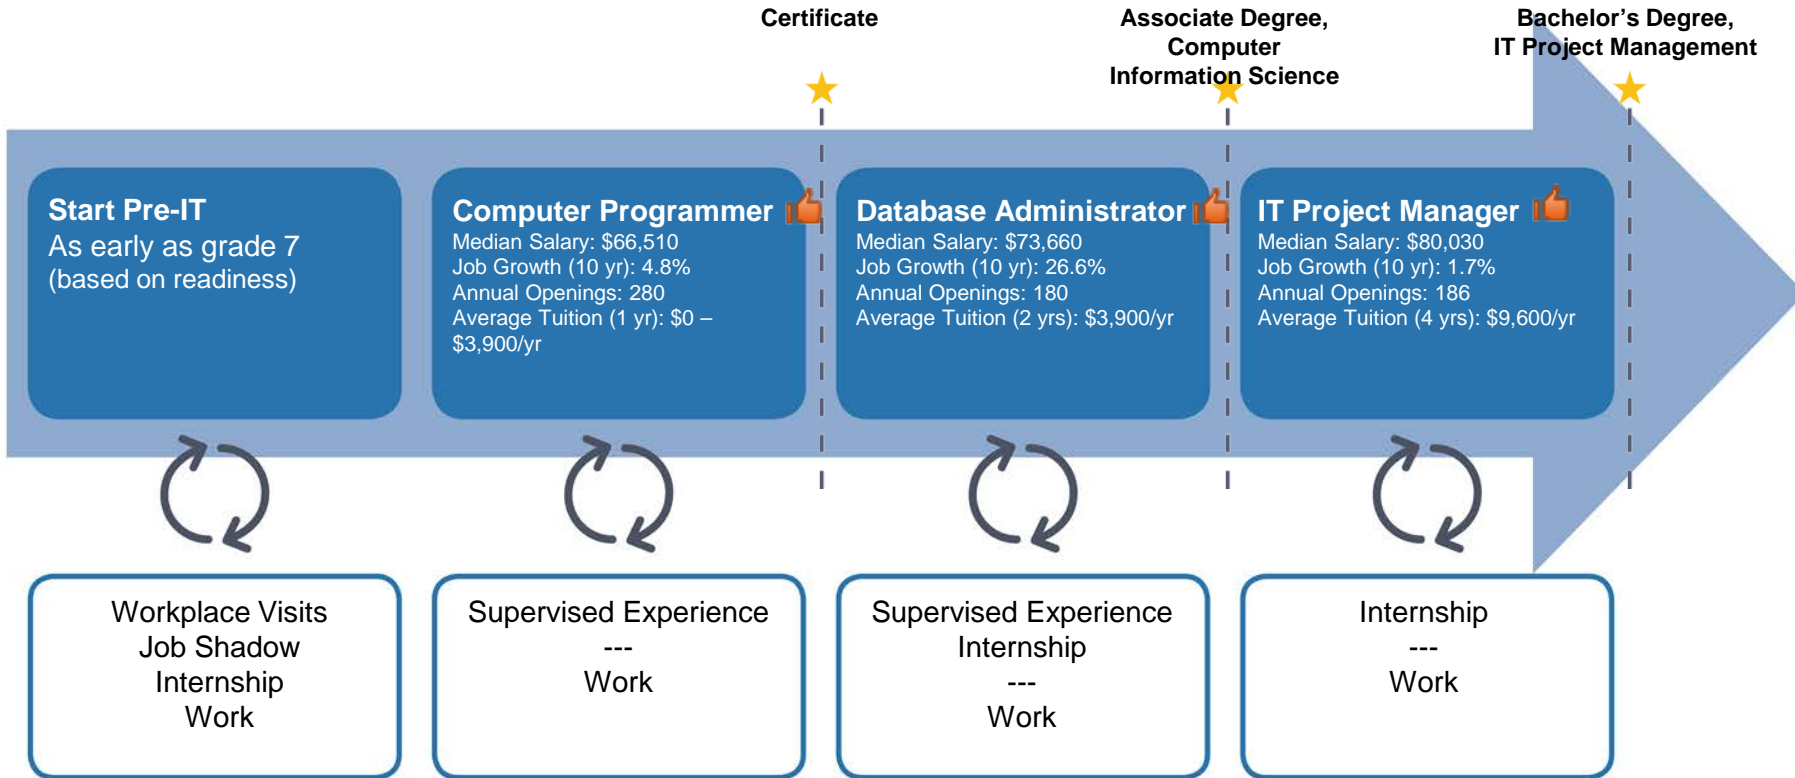 Certificate
Associate Degree,
Computer
Information Science
Bachelor’s Degree,
IT Project Management
Start Pre-IT
As early as grade 7
(based on readiness)
Computer Programmer
Median Salary: $66,510
Job Growth (10 yr): 4.8%
Annual Openings: 280
Average Tuition (1 yr): $0 –
$3,900/yr
Database Administrator
Median Salary: $73,660
Job Growth (10 yr): 26.6%
Annual Openings: 180
Average Tuition (2 yrs): $3,900/yr
IT Project Manager
Median Salary: $80,030
Job Growth (10 yr): 1.7%
Annual Openings: 186
Average Tuition (4 yrs): $9,600/yr
Workplace Visits
Job Shadow
Internship
Work
Supervised Experience
---
Work
Supervised Experience
Internship
---
Work
Internship
---
Work